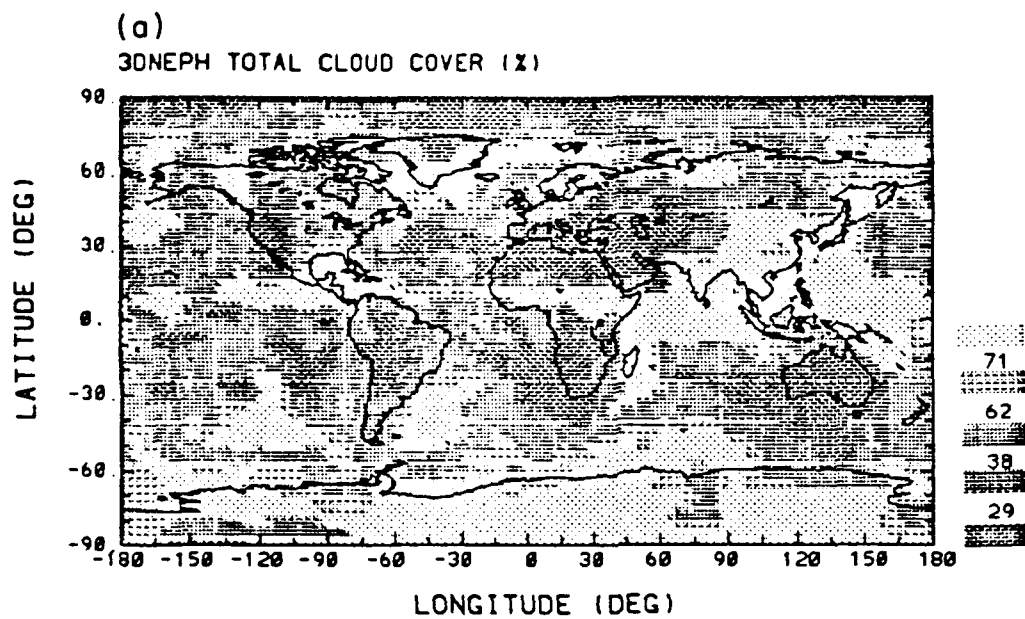 (a)
3DNEPH TOTAL CLOUD COVER (%)
LATITUDE (DEG)
90.
60.
30.
0.
-30.
-60.
-90.
-180 -150 -120 -90 -60 -30 0 30 60 90 120 150 180
LONGITUDE (DEG)
71
62
38
29